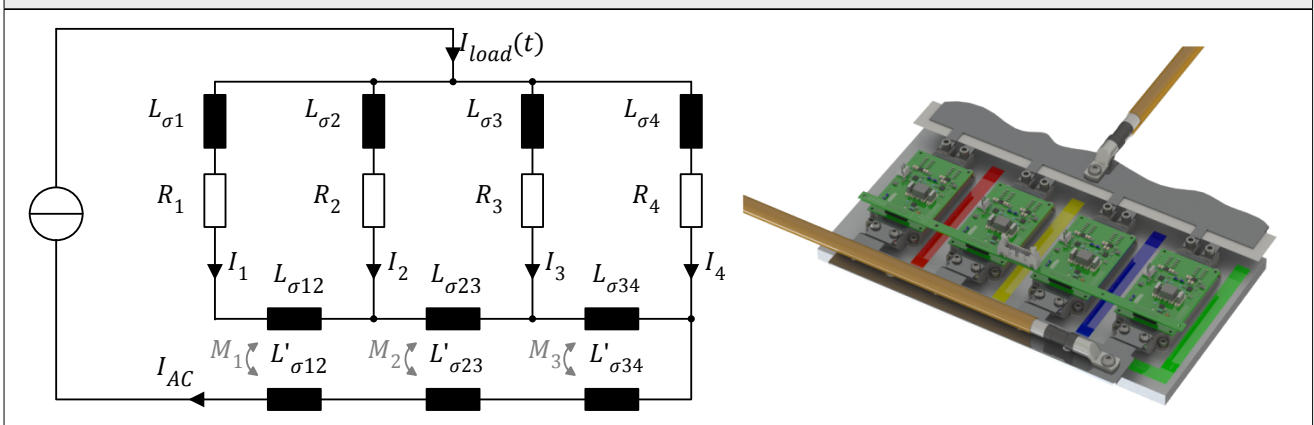 I_load(t)
L_σ1 L_σ2 L_σ3 L_σ4
R_1 R_2 R_3 R_4
I_1 I_2 I_3 I_4
L_σ12 L_σ23 L_σ34
M_1 M_2 M_3
L'_σ12 L'_σ23 L'_σ34
I_AC